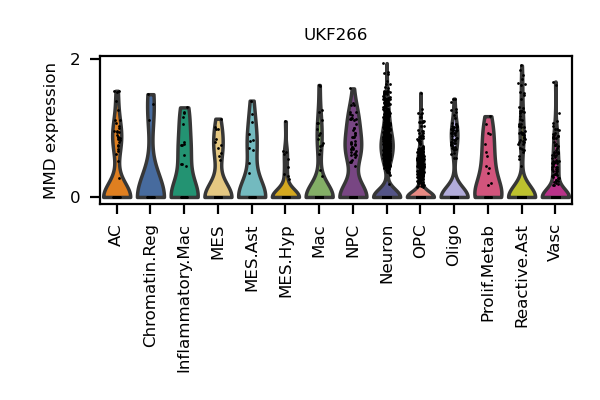 UKF266
MMD expression
2
0
AC
Chromatin.Reg
Inflammatory.Mac
MES
MES.Ast
MES.Hyp
Mac
NPC
Neuron
OPC
Oligo
Prolif.Metab
Reactive.Ast
Vasc